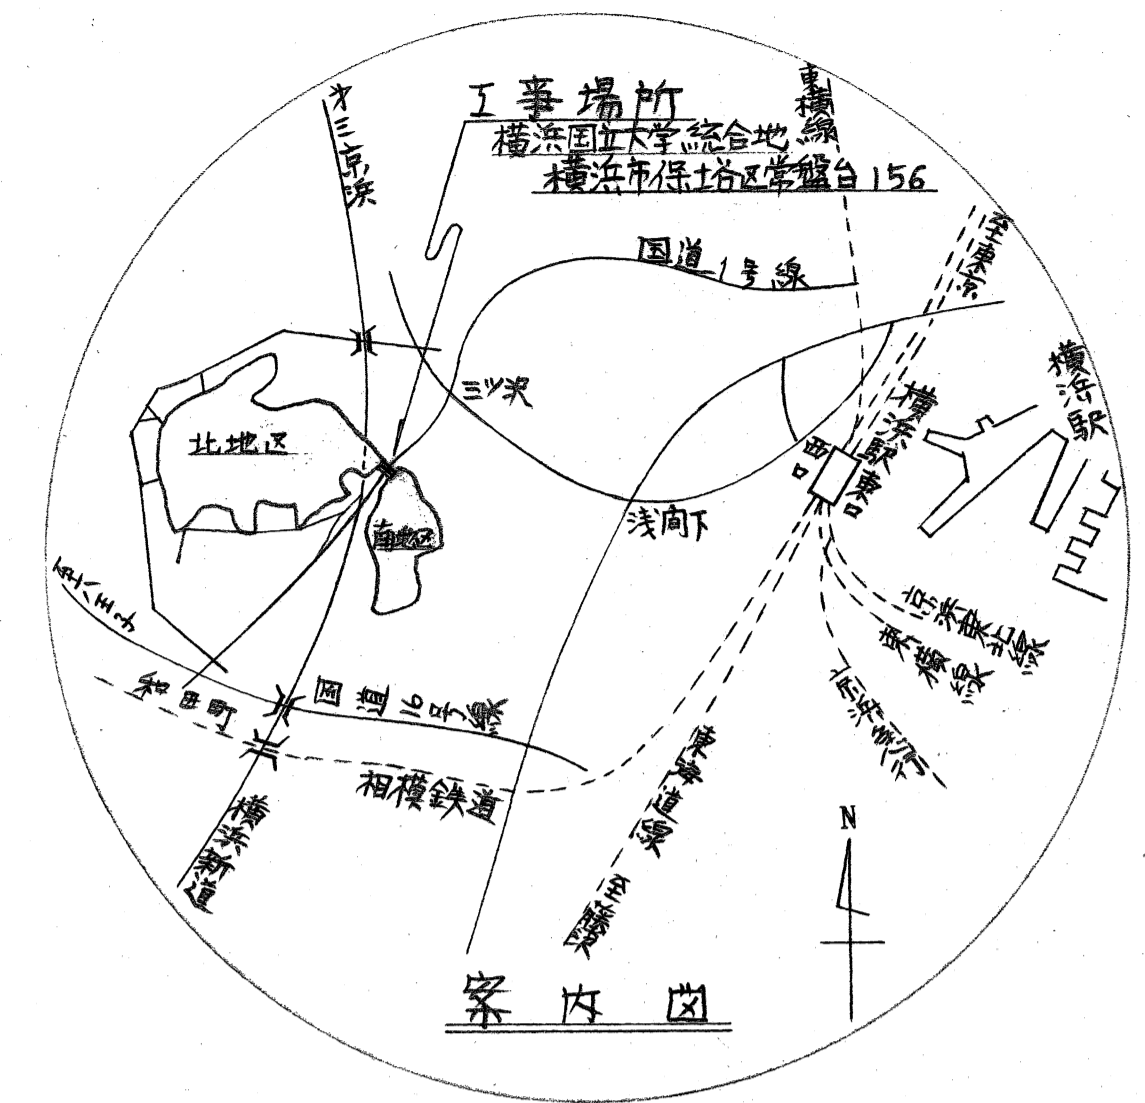 工事場所
横浜国立大学統合地
横浜市保土谷区常盤台156
才三京浜
東横線
国道1号線
至東京
三ツ沢
横浜駅
横浜駅東口
西口
北地区
南地区
浅間下
至八王子
和田町
国道16号線
相模鉄道
京浜東北線
東横線
京浜急行
東海道線
至藤沢
横浜新道
N
案内図